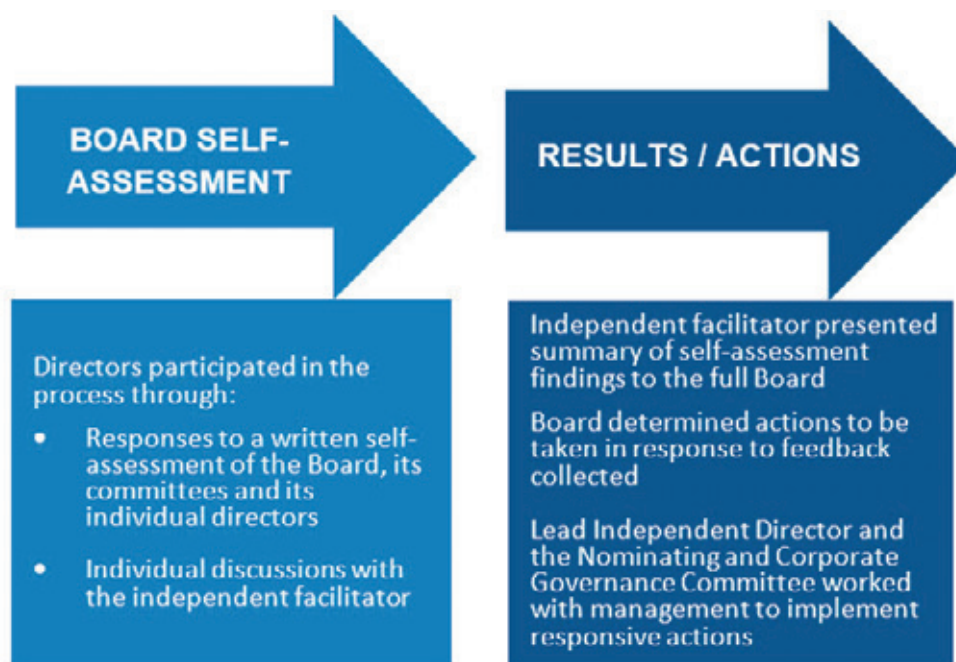 BOARD SELF-
ASSESSMENT
Directors participated in the
process through:
• Responses to a written self-
assessment of the Board, its
committees and its
individual directors
• Individual discussions with
the independent facilitator
RESULTS / ACTIONS
Independent facilitator presented
summary of self-assessment
findings to the full Board
Board determined actions to be
taken in response to feedback
collected
Lead Independent Director and
the Nominating and Corporate
Governance Committee worked
with management to implement
responsive actions